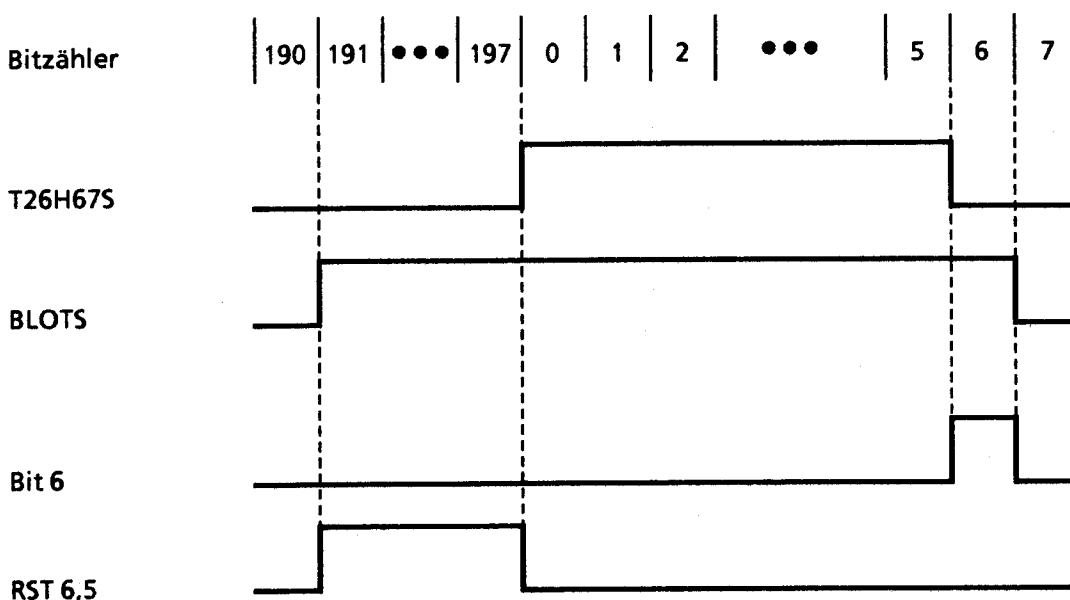 Bitzähler 190 191 ●●● 197 0 1 2 ●●● 5 6 7
T26H67S
BLOTS
Bit 6
RST 6,5